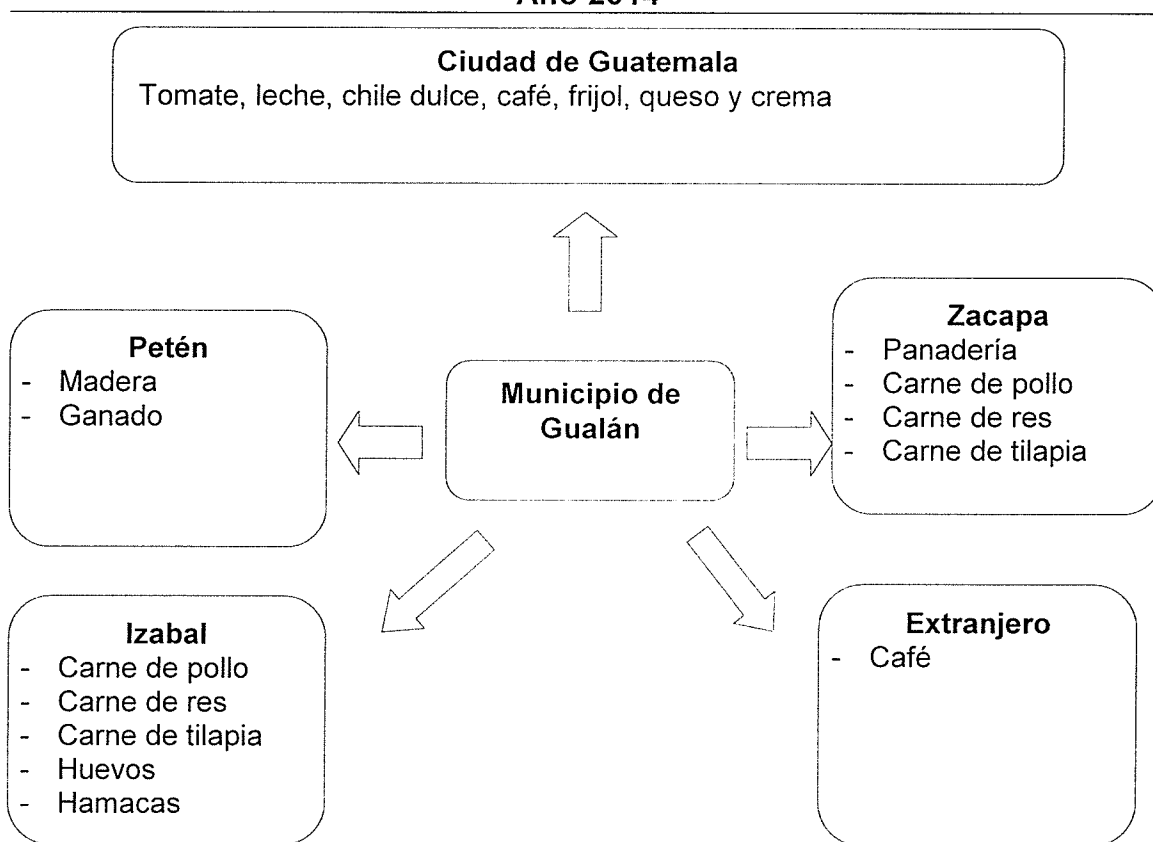 Año 2014
Ciudad de Guatemala
Tomate, leche, chile dulce, café, frijol, queso y crema
Petén
- Madera
- Ganado
Municipio de
Gualán
Zacapa
- Panadería
- Carne de pollo
- Carne de res
- Carne de tilapia
Izabal
- Carne de pollo
- Carne de res
- Carne de tilapia
- Huevos
- Hamacas
Extranjero
- Café